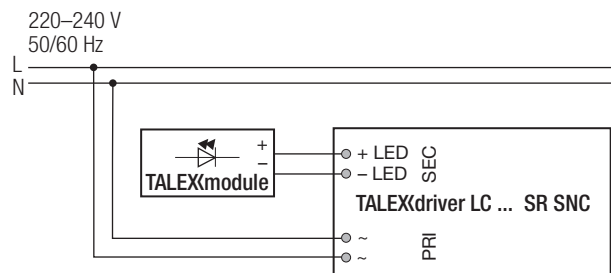 220–240 V
50/60 Hz
L
N
+
–
TALEXXmodule
+ LED
– LED
SEC
TALEXXdriver LC ... SR SNC
~
~
PRI